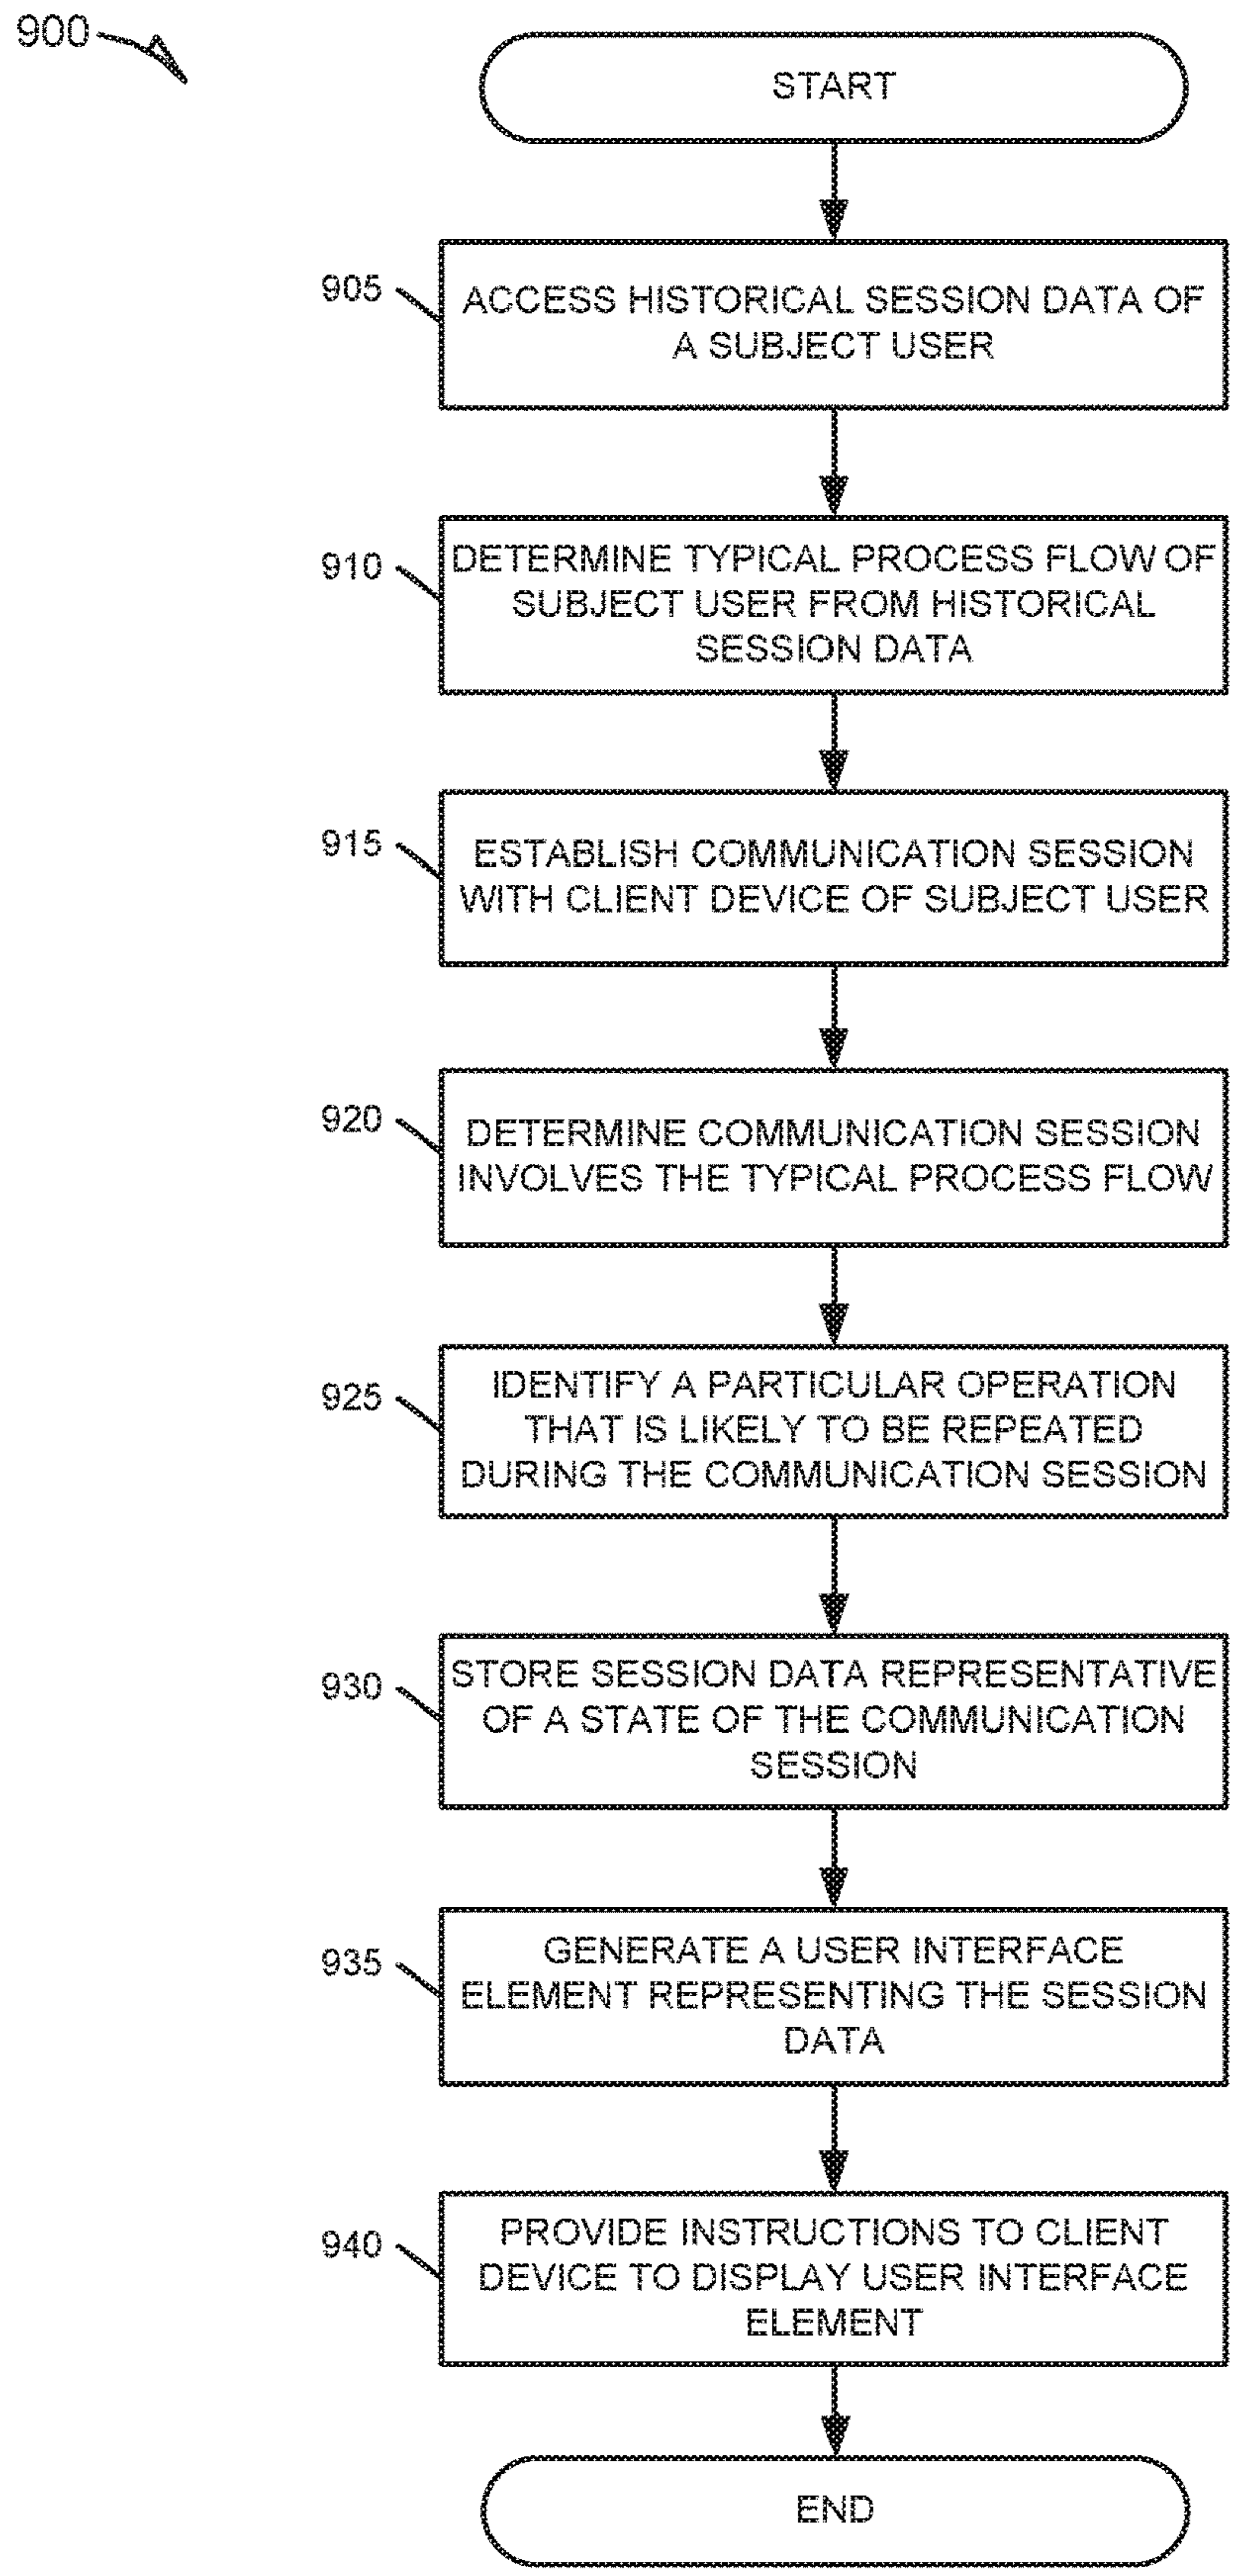 900
START
905
ACCESS HISTORICAL SESSION DATA OF
A SUBJECT USER
910
DETERMINE TYPICAL PROCESS FLOW OF
SUBJECT USER FROM HISTORICAL
SESSION DATA
915
ESTABLISH COMMUNICATION SESSION
WITH CLIENT DEVICE OF SUBJECT USER
920
DETERMINE COMMUNICATION SESSION
INVOLVES THE TYPICAL PROCESS FLOW
925
IDENTIFY A PARTICULAR OPERATION
THAT IS LIKELY TO BE REPEATED
DURING THE COMMUNICATION SESSION
930
STORE SESSION DATA REPRESENTATIVE
OF A STATE OF THE COMMUNICATION
SESSION
935
GENERATE A USER INTERFACE
ELEMENT REPRESENTING THE SESSION
DATA
940
PROVIDE INSTRUCTIONS TO CLIENT
DEVICE TO DISPLAY USER INTERFACE
ELEMENT
END